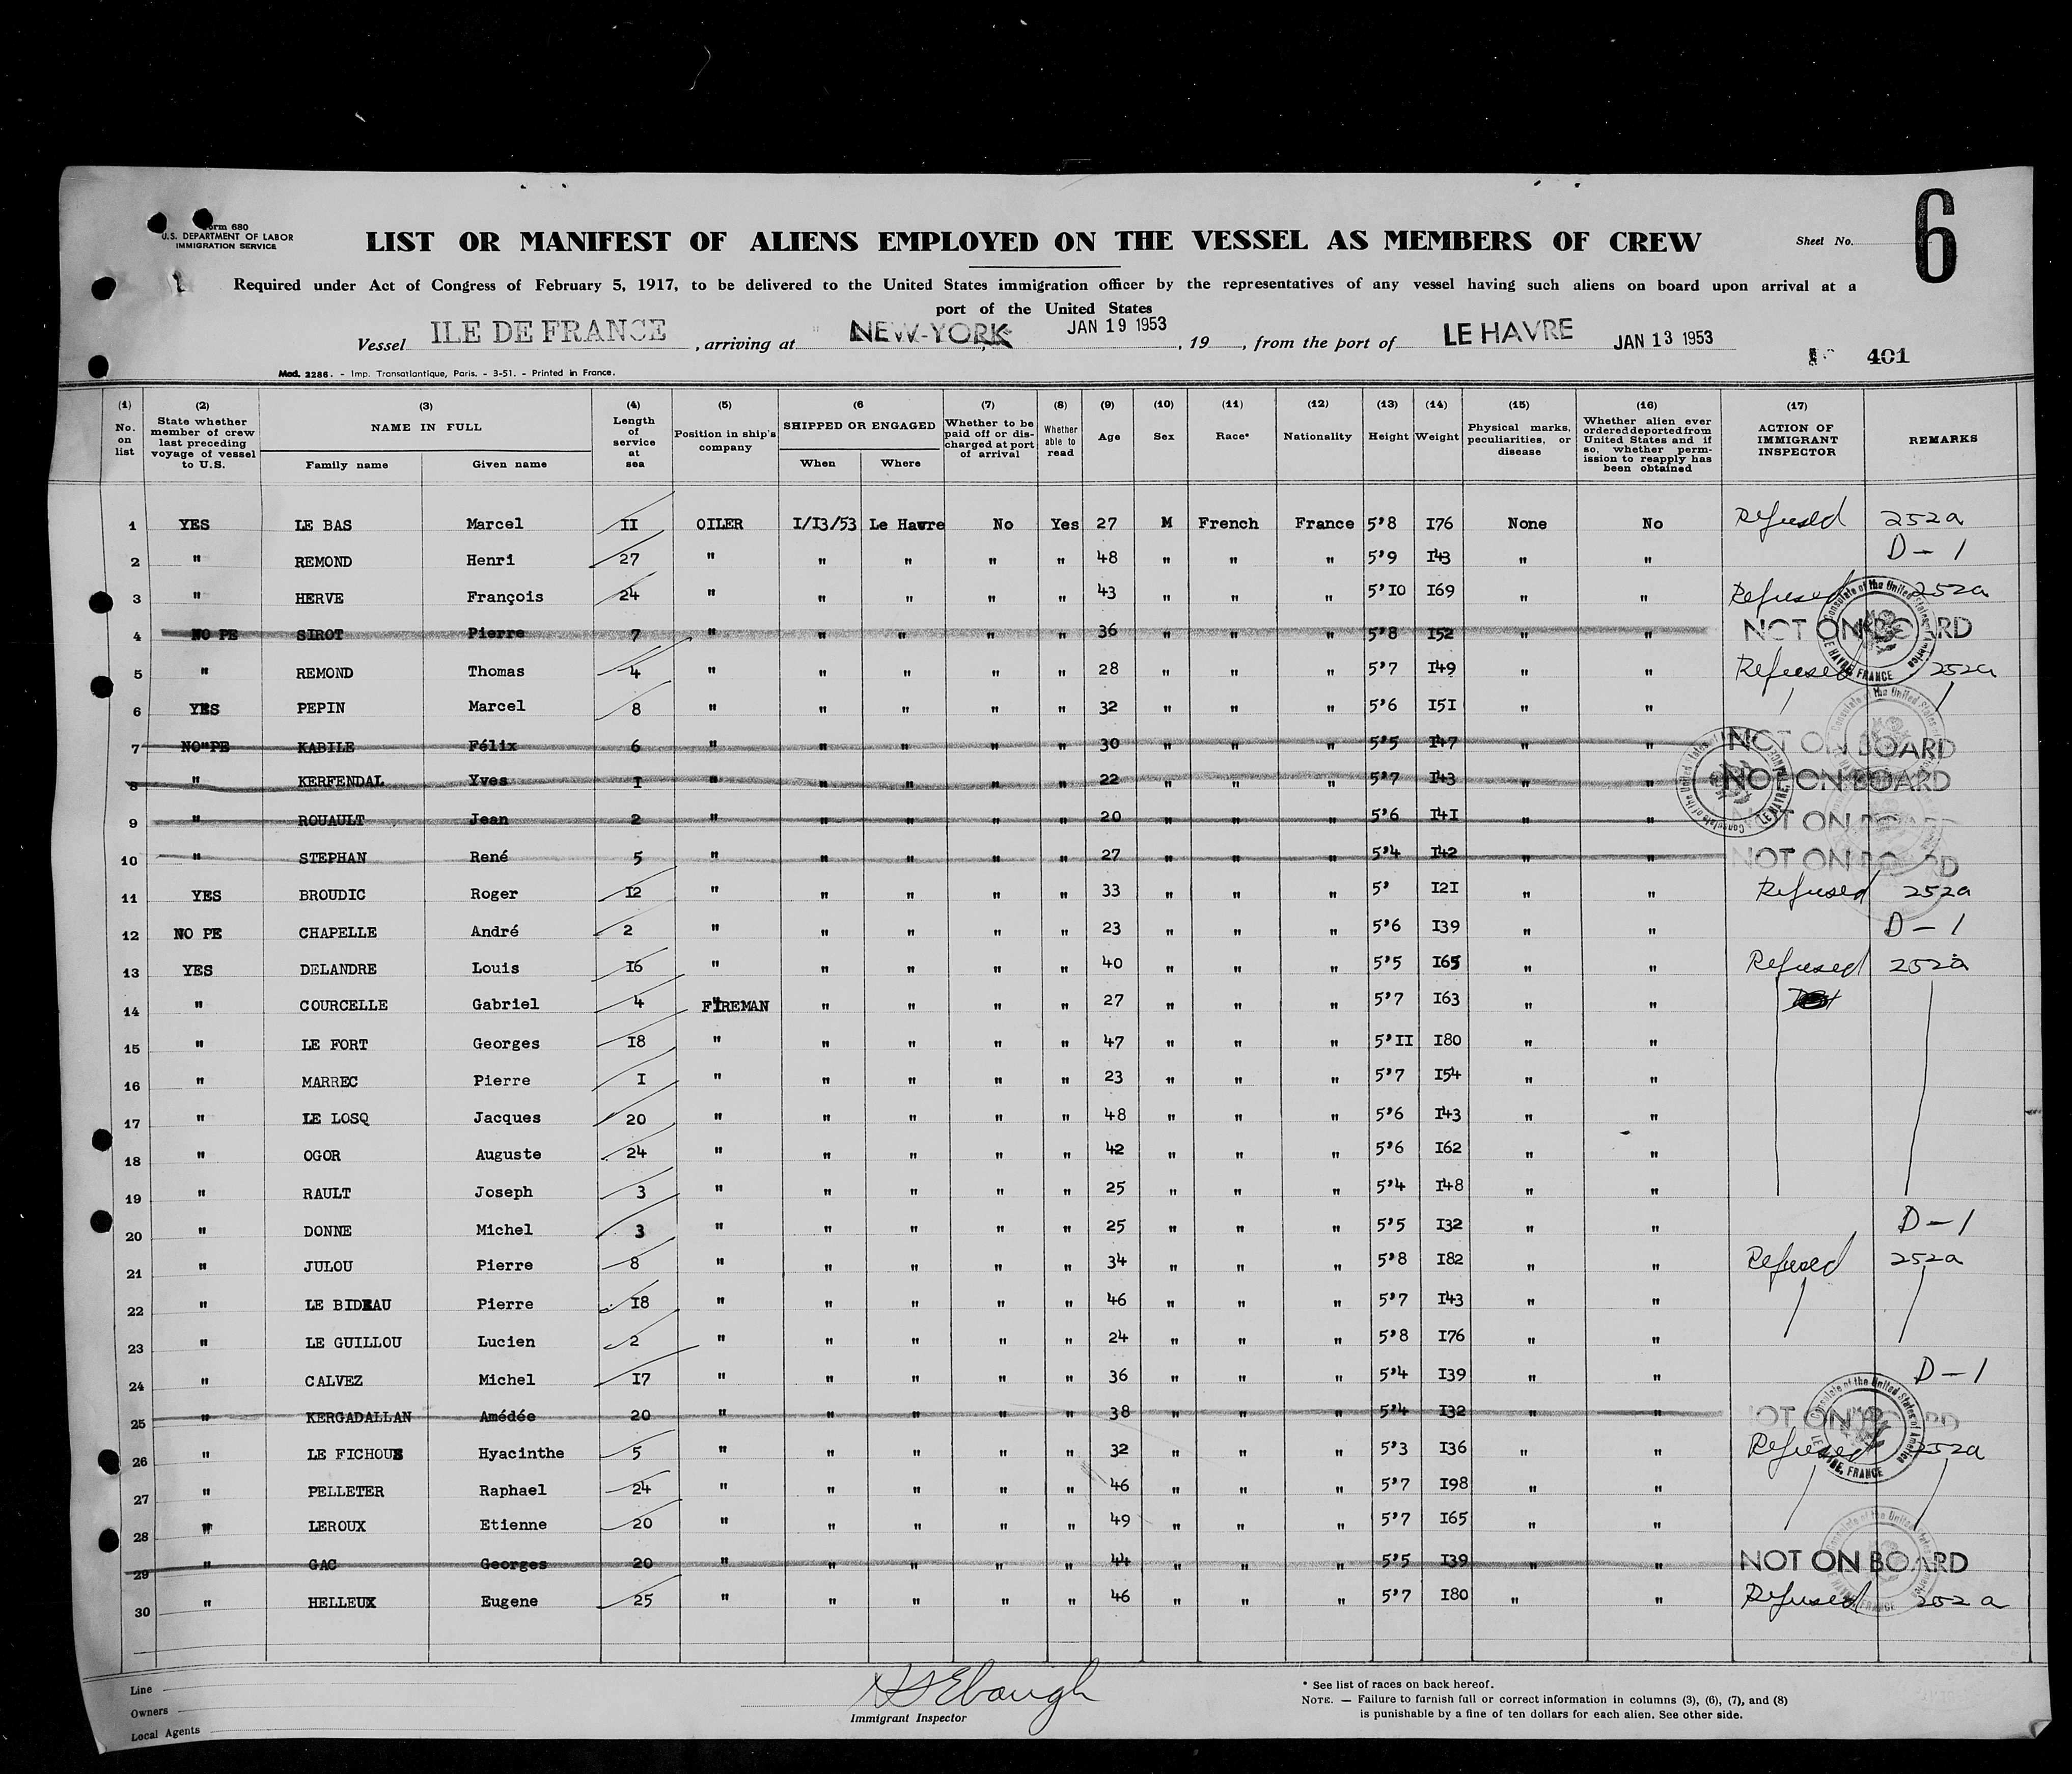 Form 680
U.S. DEPARTMENT OF LABOR
IMMIGRATION SERVICE
LIST OR MANIFEST OF ALIENS EMPLOYED ON THE VESSEL AS MEMBERS OF CREW
Sheet No. 6
Required under Act of Congress of February 5, 1917, to be delivered to the United States immigration officer by the representatives of any vessel having such aliens on board upon arrival at a
port of the United States
Vessel ILE DE FRANCE, arriving at NEW-YORK JAN 19 1953, 19 , from the port of LE HAVRE JAN 13 1953
401
Mod. 2286. - Imp. Transatlantique, Paris. - 3-51. - Printed in France.
(1) No. on list (2) State whether member of crew last preceding voyage of vessel to U.S. (3) NAME IN FULL Family name Given name (4) Length of service at sea (5) Position in ship's company (6 SHIPPED OR ENGAGED When Where (7) Whether to be paid off or discharged at port of arrival (8) Whether able to read (9) Age (10) Sex (11) Race* (12) Nationality (13) Height (14) Weight (15) Physical marks, peculiarities, or disease (16) Whether alien ever ordered deported from United States and if so, whether permission to reapply has been obtained (17) ACTION OF IMMIGRANT INSPECTOR REMARKS
1 YES LE BAS Marcel II OILER I/I3/53 Le Havre No Yes 27 M French France 5'8 I76 None No Refused 252a
2 " REMOND Henri 27 " " " " " 48 " " " 5'9 I43 " " D-1
3 " HERVE François 24 " " " " " 43 " " " 5'IO I69 " " Refused 252a
4 NO PE SIROT Pierre 7 " " " " " 36 " " " 5'8 I52 " " NOT ON BOARD
5 " REMOND Thomas 4 " " " " " 28 " " " 5'7 I49 " " Refused 252a
6 YES PEPIN Marcel 8 " " " " " 32 " " " 5'6 I5I " "
7 NO PE KABILE Félix 6 " " " " " 30 " " " 5'5 I47 " " NOT ON BOARD
8 " KERFENDAL Yves I " " " " " 22 " " " 5'7 I43 " " NOT ON BOARD
9 " ROUAULT Jean 2 " " " " " 20 " " " 5'6 I4I " " NOT ON BOARD
10 " STEPHAN René 5 " " " " " 27 " " " 5'4 I42 " " NOT ON BOARD
11 YES BROUDIC Roger I2 " " " " " 33 " " " 5' I2I " " Refused 252a
12 NO PE CHAPELLE André 2 " " " " " 23 " " " 5'6 I39 " " D-1
13 YES DELANDRE Louis I6 " " " " " 40 " " " 5'5 I65 " " Refused 252a
14 " COURCELLE Gabriel 4 FIREMAN " " " " 27 " " " 5'7 I63 " "
15 " LE FORT Georges I8 " " " " " 47 " " " 5'II I80 " "
16 " MARREC Pierre I " " " " " 23 " " " 5'7 I54 " "
17 " LE LOSQ Jacques 20 " " " " " 48 " " " 5'6 I43 " "
18 " OGOR Auguste 24 " " " " " 42 " " " 5'6 I62 " "
19 " RAULT Joseph 3 " " " " " 25 " " " 5'4 I48 " "
20 " DONNE Michel 3 " " " " " 25 " " " 5'5 I32 " " D-1
21 " JULOU Pierre 8 " " " " " 34 " " " 5'8 I82 " " Refused 252a
22 " LE BIDEAU Pierre I8 " " " " " 46 " " " 5'7 I43 " "
23 " LE GUILLOU Lucien 2 " " " " " 24 " " " 5'8 I76 " "
24 " CALVEZ Michel I7 " " " " " 36 " " " 5'4 I39 " " D-1
25 " KERGADALLAN Amédée 20 " " " " " 38 " " " 5'4 I32 " " NOT ON BOARD
26 " LE FICHOUS Hyacinthe 5 " " " " " 32 " " " 5'3 I36 " " Refused 252a
27 " PELLETER Raphael 24 " " " " " 46 " " " 5'7 I98 " "
28 " LEROUX Etienne 20 " " " " " 49 " " " 5'7 I65 " "
29 " GAC Georges 20 " " " " " 44 " " " 5'5 I39 " " NOT ON BOARD
30 " HELLEUX Eugene 25 " " " " " 46 " " " 5'7 I80 " " Refused 252a
Consulate of the United States of America LE HAVRE, FRANCE
Line
Owners
Local Agents
Ebaugh
Immigrant Inspector
* See list of races on back hereof.
NOTE. — Failure to furnish full or correct information in columns (3), (6), (7), and (8)
is punishable by a fine of ten dollars for each alien. See other side.